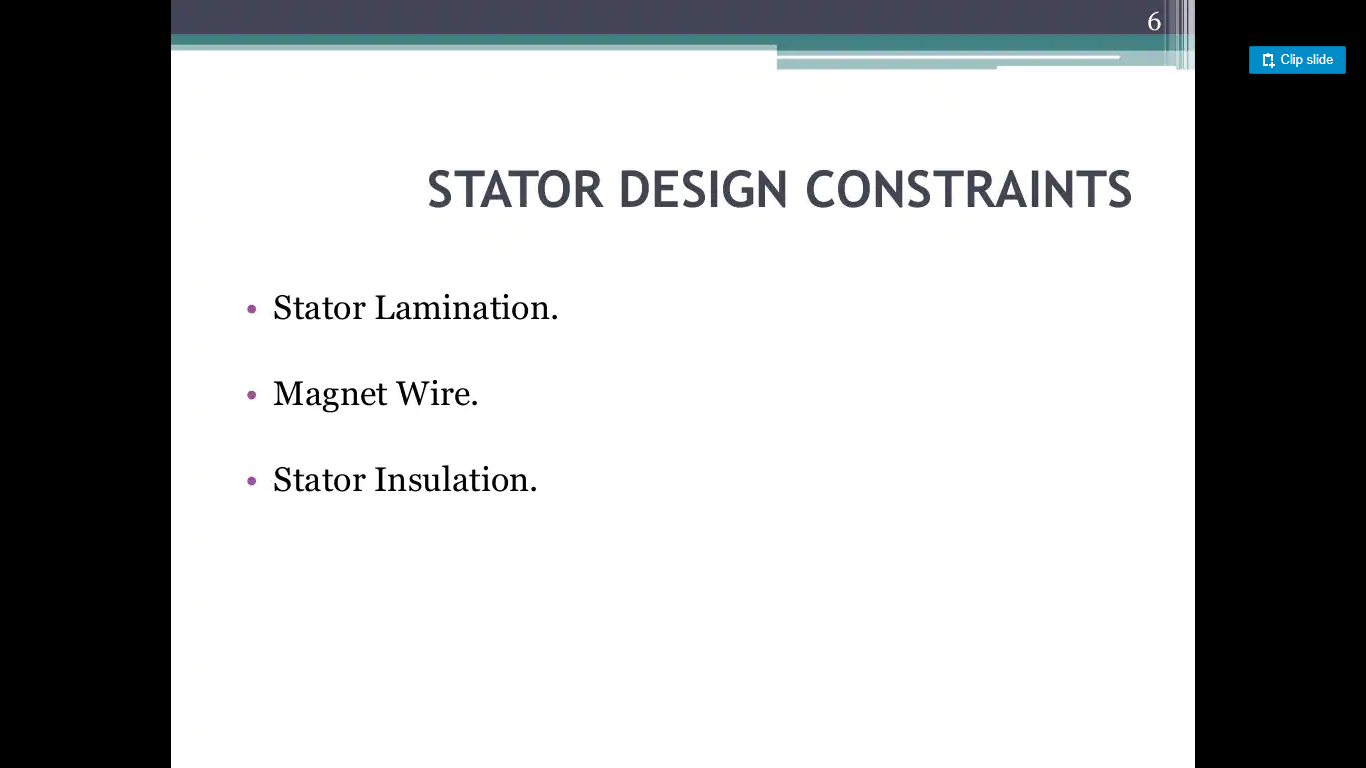 6
Clip slide
STATOR DESIGN CONSTRAINTS
• Stator Lamination.
• Magnet Wire.
• Stator Insulation.